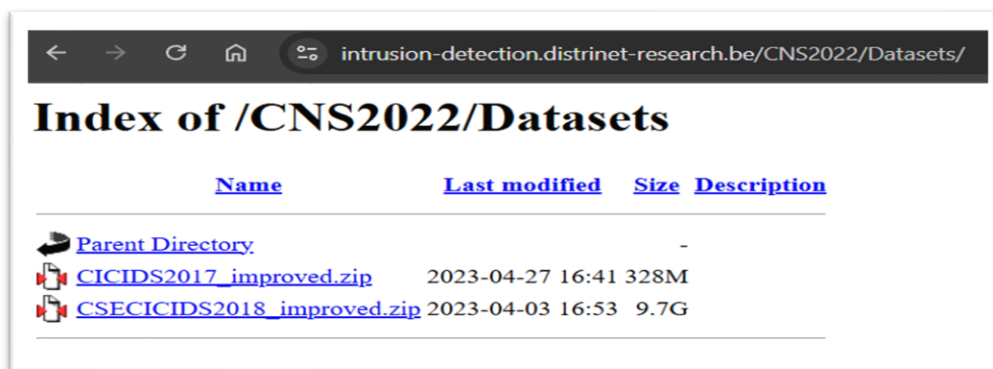 intrusion-detection.distrinet-research.be/CNS2022/Datasets/
Index of /CNS2022/Datasets
Name Last modified Size Description
Parent Directory -
CICIDS2017_improved.zip 2023-04-27 16:41 328M
CSECICIDS2018_improved.zip 2023-04-03 16:53 9.7G